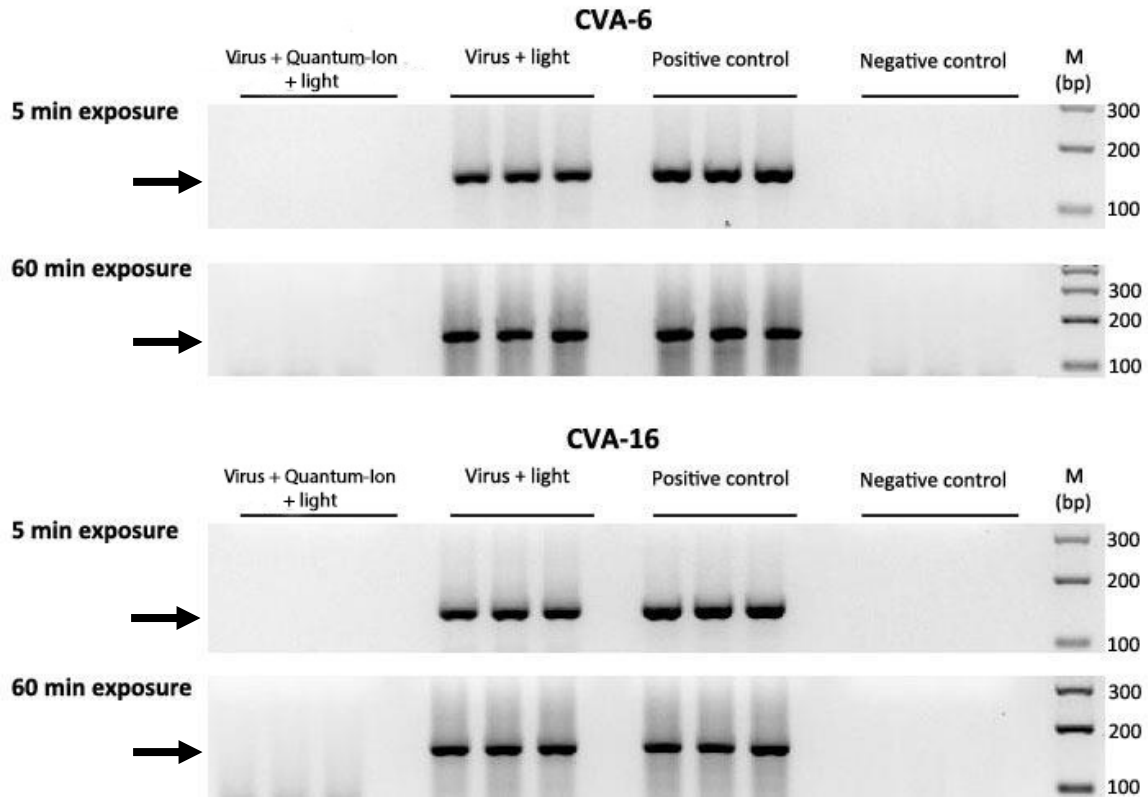 CVA-6
Virus + Quantum-Ion
+ light
Virus + light
Positive control
Negative control
M
(bp)
5 min exposure
300
200
100
60 min exposure
300
200
100
CVA-16
Virus + Quantum-Ion
+ light
Virus + light
Positive control
Negative control
M
(bp)
5 min exposure
300
200
100
60 min exposure
300
200
100